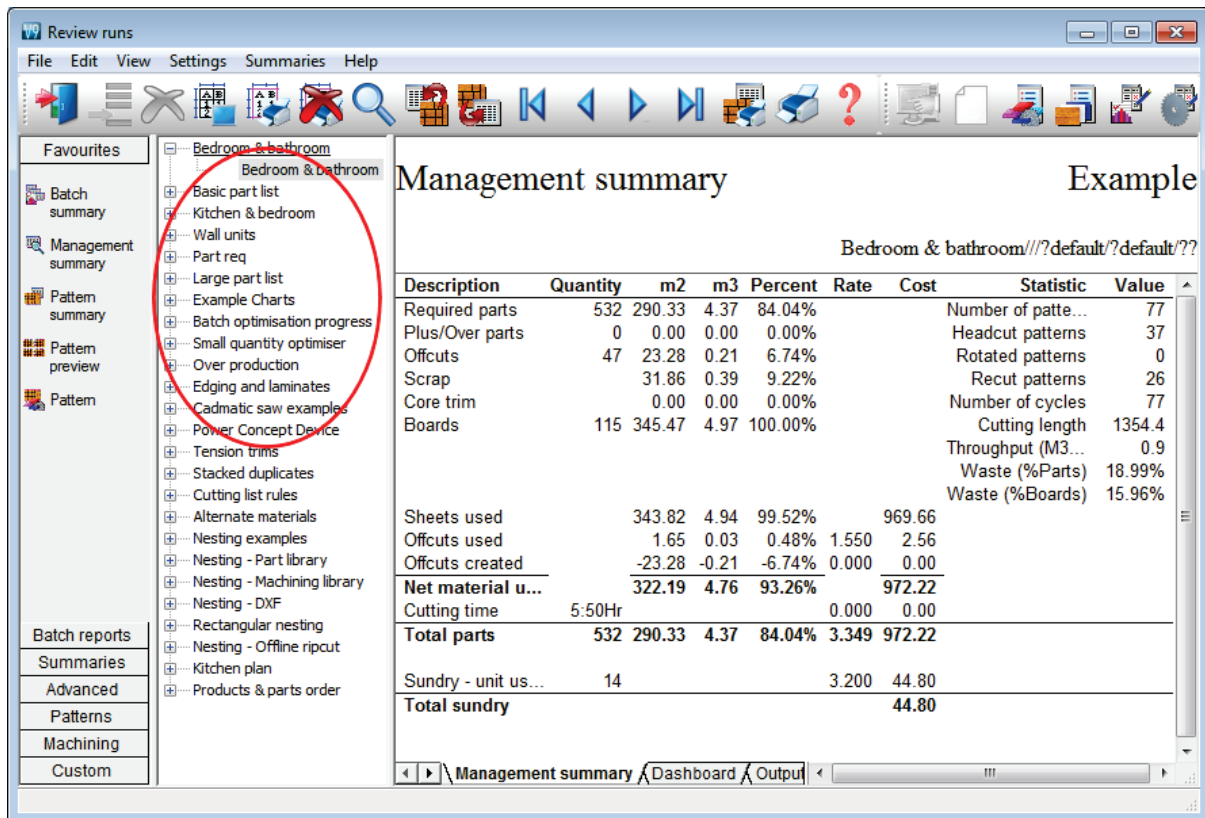 V9 Review runs
File Edit View Settings Summaries Help
Favourites
Batch
summary
Management
summary
Pattern
summary
Pattern
preview
Pattern
Batch reports
Summaries
Advanced
Patterns
Machining
Custom
Bedroom & bathroom
Bedroom & bathroom
Basic part list
Kitchen & bedroom
Wall units
Part req
Large part list
Example Charts
Batch optimisation progress
Small quantity optimiser
Over production
Edging and laminates
Cadmatic saw examples
Power Concept Device
Tension trims
Stacked duplicates
Cutting list rules
Alternate materials
Nesting examples
Nesting - Part library
Nesting - Machining library
Nesting - DXF
Rectangular nesting
Nesting - Offline ripcut
Kitchen plan
Products & parts order
Management summary Example
Bedroom & bathroom///?default/?default/??
Description Quantity m2 m3 Percent Rate Cost Statistic Value
Required parts 532 290.33 4.37 84.04% Number of patte... 77
Plus/Over parts 0 0.00 0.00 0.00% Headcut patterns 37
Offcuts 47 23.28 0.21 6.74% Rotated patterns 0
Scrap 31.86 0.39 9.22% Recut patterns 26
Core trim 0.00 0.00 0.00% Number of cycles 77
Boards 115 345.47 4.97 100.00% Cutting length 1354.4
Throughput (M3... 0.9
Waste (%Parts) 18.99%
Waste (%Boards) 15.96%
Sheets used 343.82 4.94 99.52% 969.66
Offcuts used 1.65 0.03 0.48% 1.550 2.56
Offcuts created -23.28 -0.21 -6.74% 0.000 0.00
Net material u... 322.19 4.76 93.26% 972.22
Cutting time 5:50Hr 0.000 0.00
Total parts 532 290.33 4.37 84.04% 3.349 972.22
Sundry - unit us... 14 3.200 44.80
Total sundry 44.80
Management summary Dashboard Output